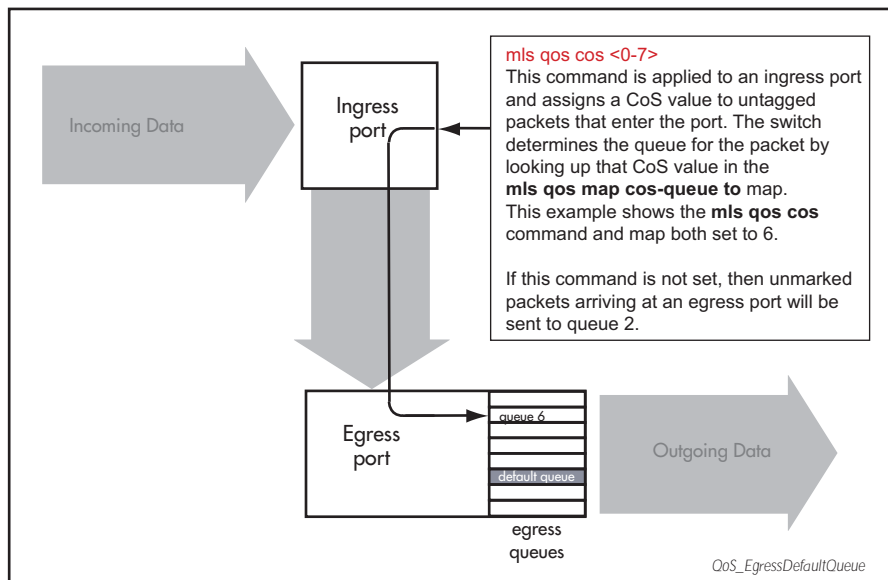 Incoming Data
Ingress
port
mls qos cos <0-7>
This command is applied to an ingress port
and assigns a CoS value to untagged
packets that enter the port. The switch
determines the queue for the packet by
looking up that CoS value in the
mls qos map cos-queue to map.
This example shows the mls qos cos
command and map both set to 6.
If this command is not set, then unmarked
packets arriving at an egress port will be
sent to queue 2.
Egress
port
queue 6
default queue
egress
queues
Outgoing Data
QoS_EgressDefaultQueue